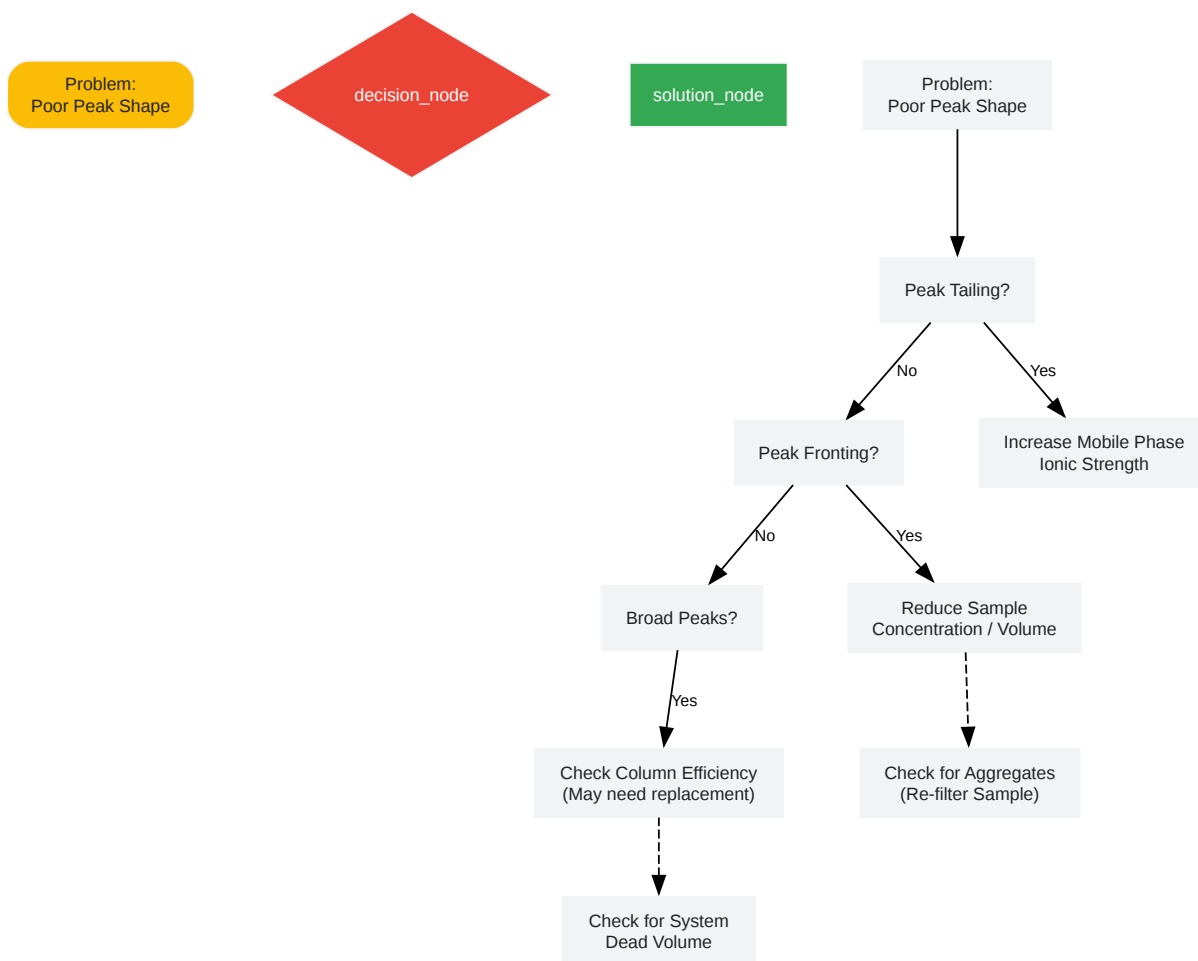 Problem:
Poor Peak Shape
decision_node
solution_node
Problem:
Poor Peak Shape
Peak Tailing?
No
Yes
Peak Fronting?
Increase Mobile Phase
Ionic Strength
No
Yes
Broad Peaks?
Reduce Sample
Concentration / Volume
Yes
Check Column Efficiency
(May need replacement)
Check for Aggregates
(Re-filter Sample)
Check for System
Dead Volume